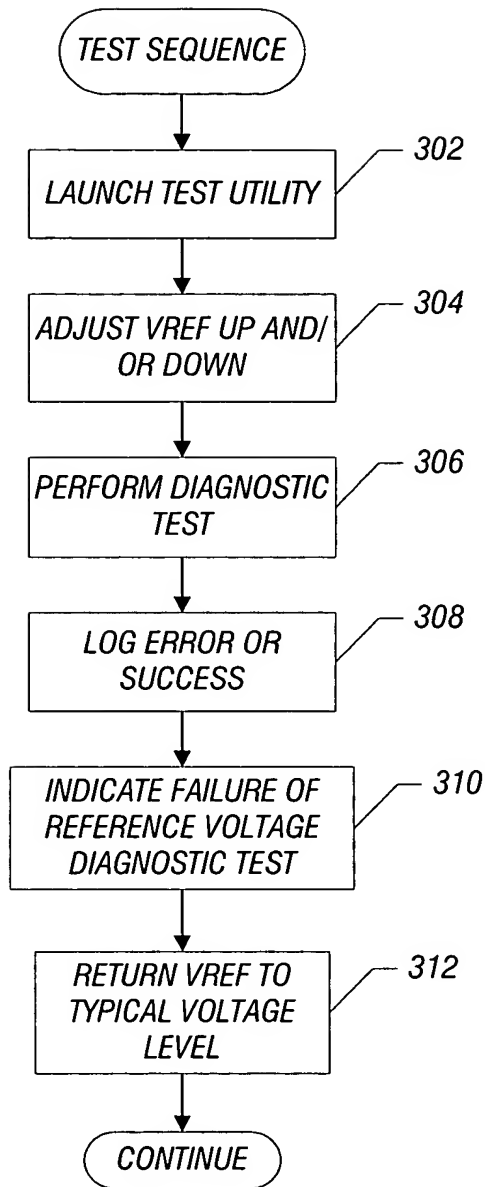 TEST SEQUENCE
302
LAUNCH TEST UTILITY
304
ADJUST VREF UP AND/
OR DOWN
306
PERFORM DIAGNOSTIC
TEST
308
LOG ERROR OR
SUCCESS
310
INDICATE FAILURE OF
REFERENCE VOLTAGE
DIAGNOSTIC TEST
312
RETURN VREF TO
TYPICAL VOLTAGE
LEVEL
CONTINUE